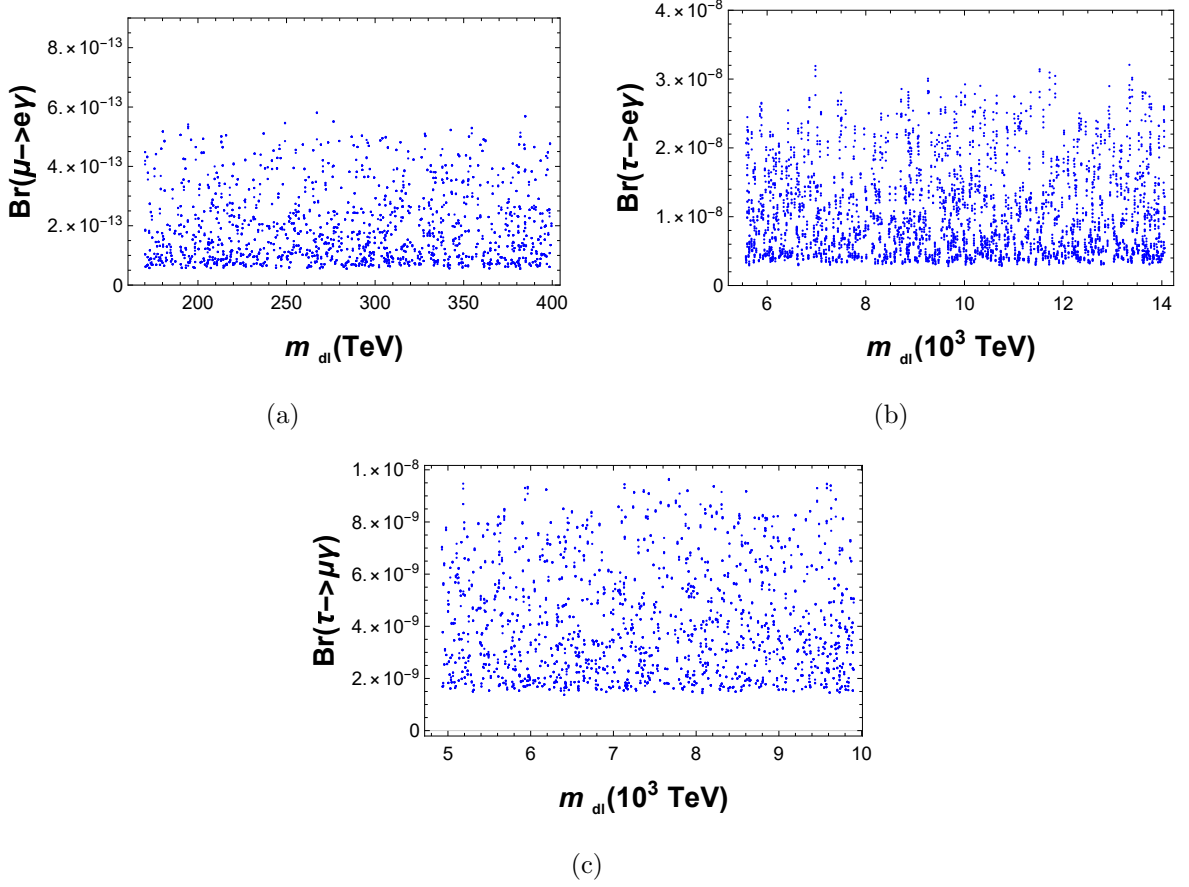 8.×10⁻¹³
6.×10⁻¹³
4.×10⁻¹³
2.×10⁻¹³
0
Br(μ−>eγ)
200 250 300 350 400
m dl(TeV)
(a)
4.×10⁻⁸
3.×10⁻⁸
2.×10⁻⁸
1.×10⁻⁸
0
Br(τ−>eγ)
6 8 10 12 14
m dl(10³ TeV)
(b)
1.×10⁻⁸
8.×10⁻⁹
6.×10⁻⁹
4.×10⁻⁹
2.×10⁻⁹
0
Br(τ−>μγ)
5 6 7 8 9 10
m dl(10³ TeV)
(c)